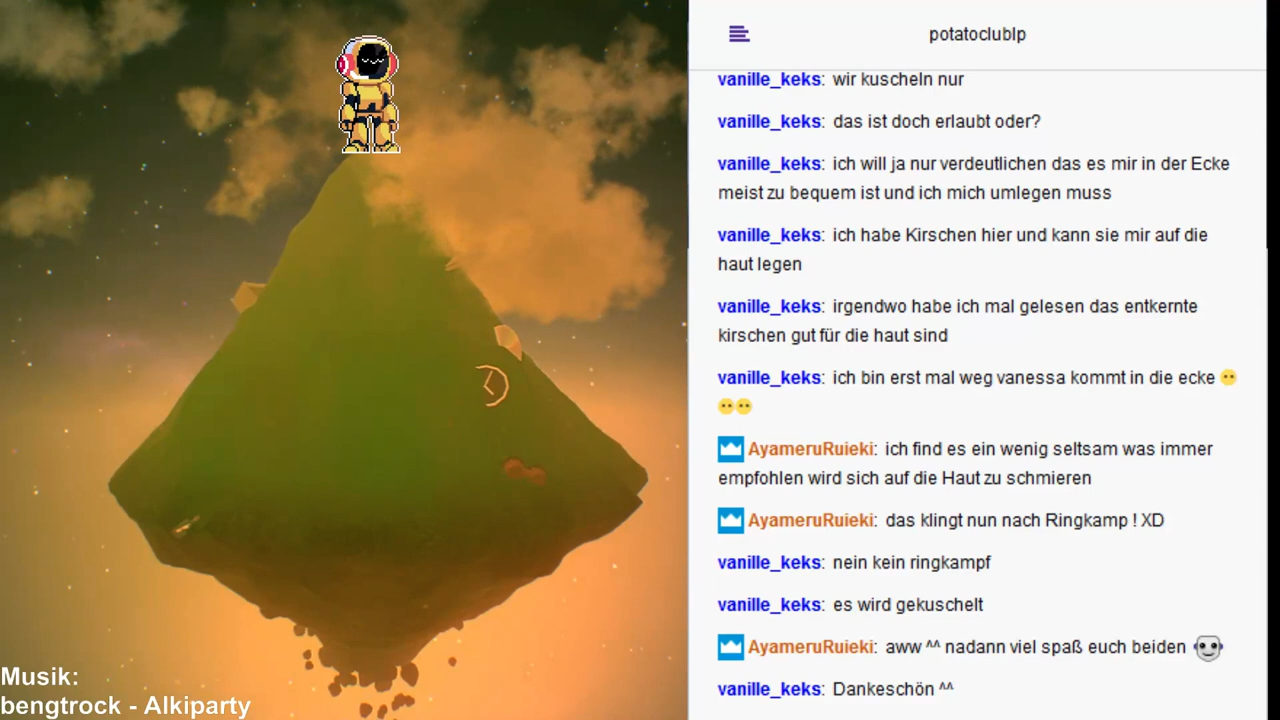 potatoclublp
vanille_keks: wir kuscheln nur
vanille_keks: das ist doch erlaubt oder?
vanille_keks: ich will ja nur verdeutlichen das es mir in der Ecke
meist zu bequem ist und ich mich umlegen muss
vanille_keks: ich habe Kirschen hier und kann sie mir auf die
haut legen
vanille_keks: irgendwo habe ich mal gelesen das entkernte
kirschen gut für die haut sind
vanille_keks: ich bin erst mal weg vanessa kommt in die ecke 😶
😶😶
AyameruRuieki: ich find es ein wenig seltsam was immer
empfohlen wird sich auf die Haut zu schmieren
AyameruRuieki: das klingt nun nach Ringkamp ! XD
vanille_keks: nein kein ringkampf
vanille_keks: es wird gekuschelt
AyameruRuieki: aww ^^ nadann viel spaß euch beiden
vanille_keks: Dankeschön ^^
Musik:
bengtrock - Alkiparty